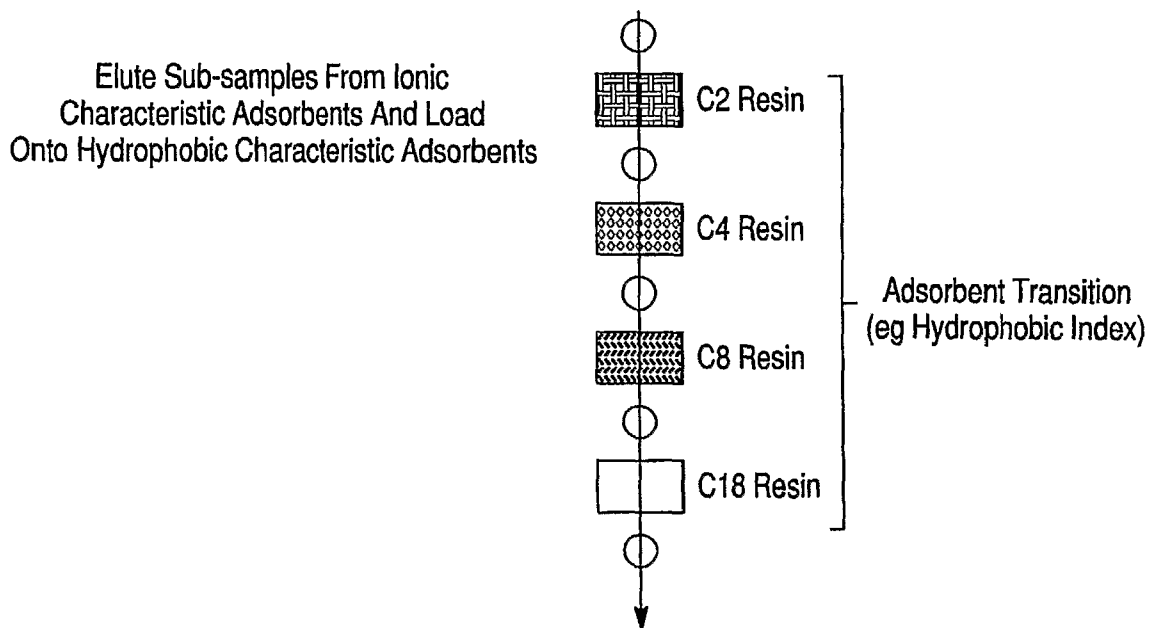 Elute Sub-samples From Ionic
Characteristic Adsorbents And Load
Onto Hydrophobic Characteristic Adsorbents
C2 Resin
C4 Resin
C8 Resin
C18 Resin
Adsorbent Transition
(eg Hydrophobic Index)